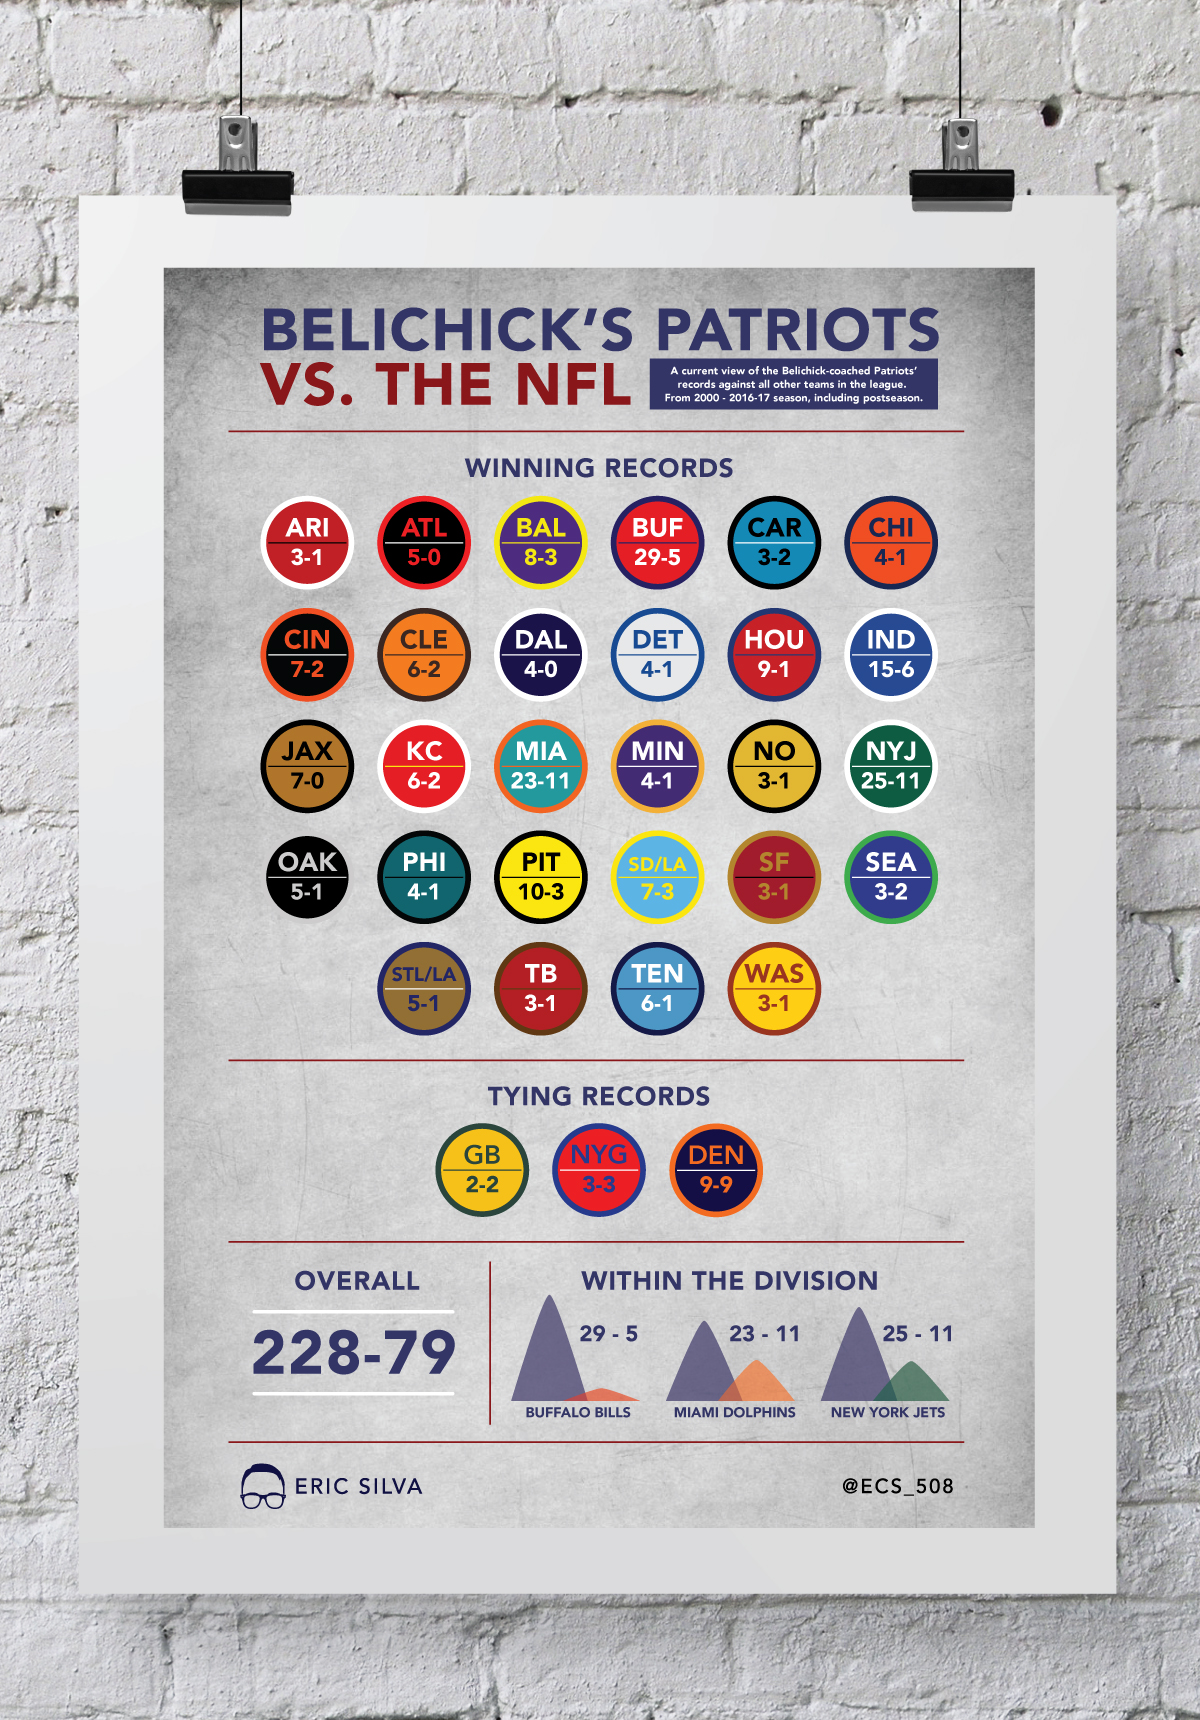 BELICHICK'S PATRIOTS
VS. THE NFL
A current view of the Belichick-coached Patriots'
records against all other teams in the league.
From 2000 - 2016-17 season, including postseason.
WINNING RECORDS
ARI
3-1
ATL
5-0
BAL
8-3
BUF
29-5
CAR
3-2
CHI
4-1
CIN
7-2
CLE
6-2
DAL
4-0
DET
4-1
HOU
9-1
IND
15-6
JAX
7-0
KC
6-2
MIA
23-11
MIN
4-1
NO
3-1
NYJ
25-11
OAK
5-1
PHI
4-1
PIT
10-3
SD/LA
7-3
SF
3-1
SEA
3-2
STL/LA
5-1
TB
3-1
TEN
6-1
WAS
3-1
TYING RECORDS
GB
2-2
NYG
3-3
DEN
9-9
OVERALL
228-79
WITHIN THE DIVISION
29 - 5
BUFFALO BILLS
23 - 11
MIAMI DOLPHINS
25 - 11
NEW YORK JETS
ERIC SILVA
@ECS_508